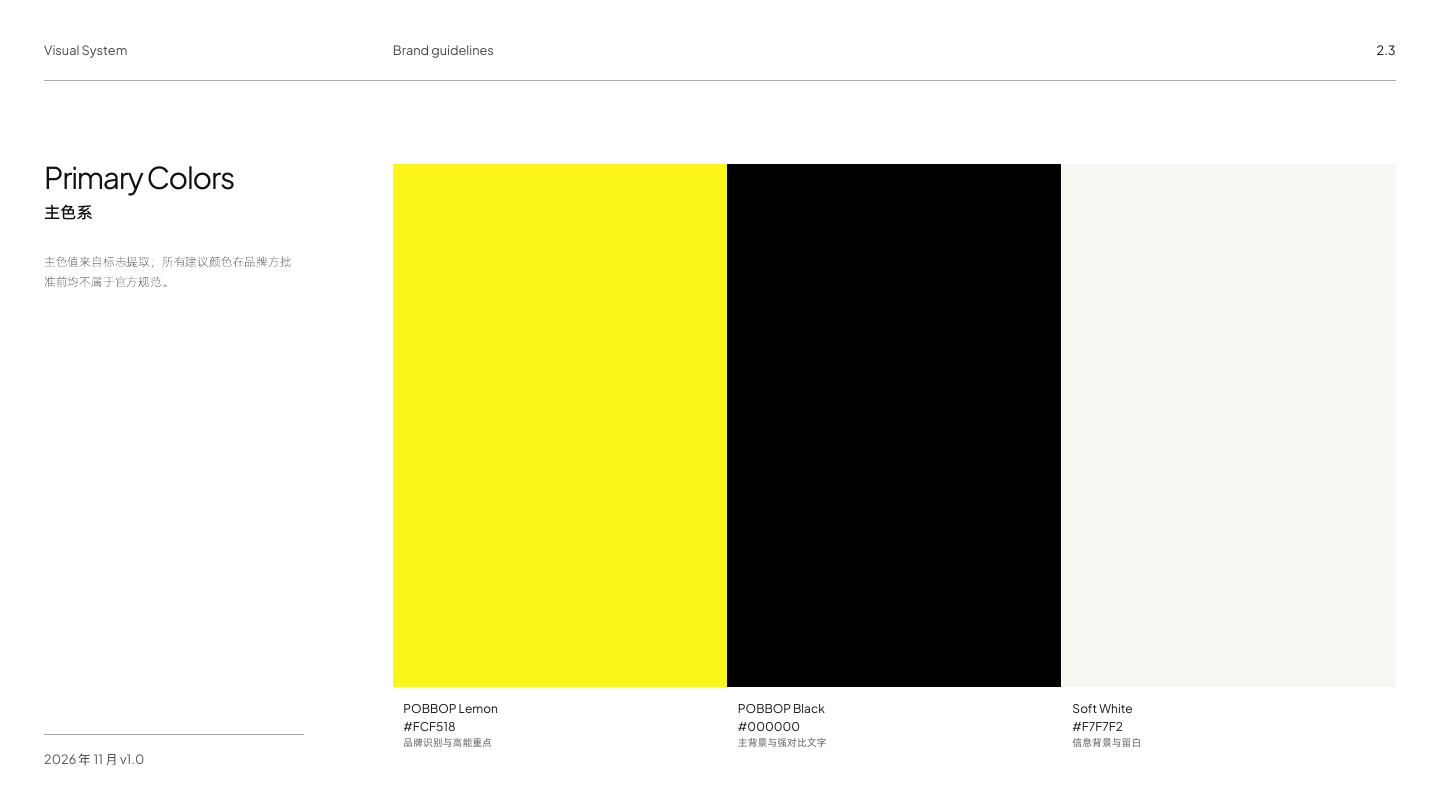 Visual System
Brand guidelines
2.3
Primary Colors
主色系
主色值来自标志提取；所有建议颜色在品牌方批
准前均不属于官方规范。
POBBOP Lemon
#FCF518
品牌识别与高能重点
POBBOP Black
#000000
主背景与强对比文字
Soft White
#F7F7F2
信息背景与留白
2026 年 11 月 v1.0